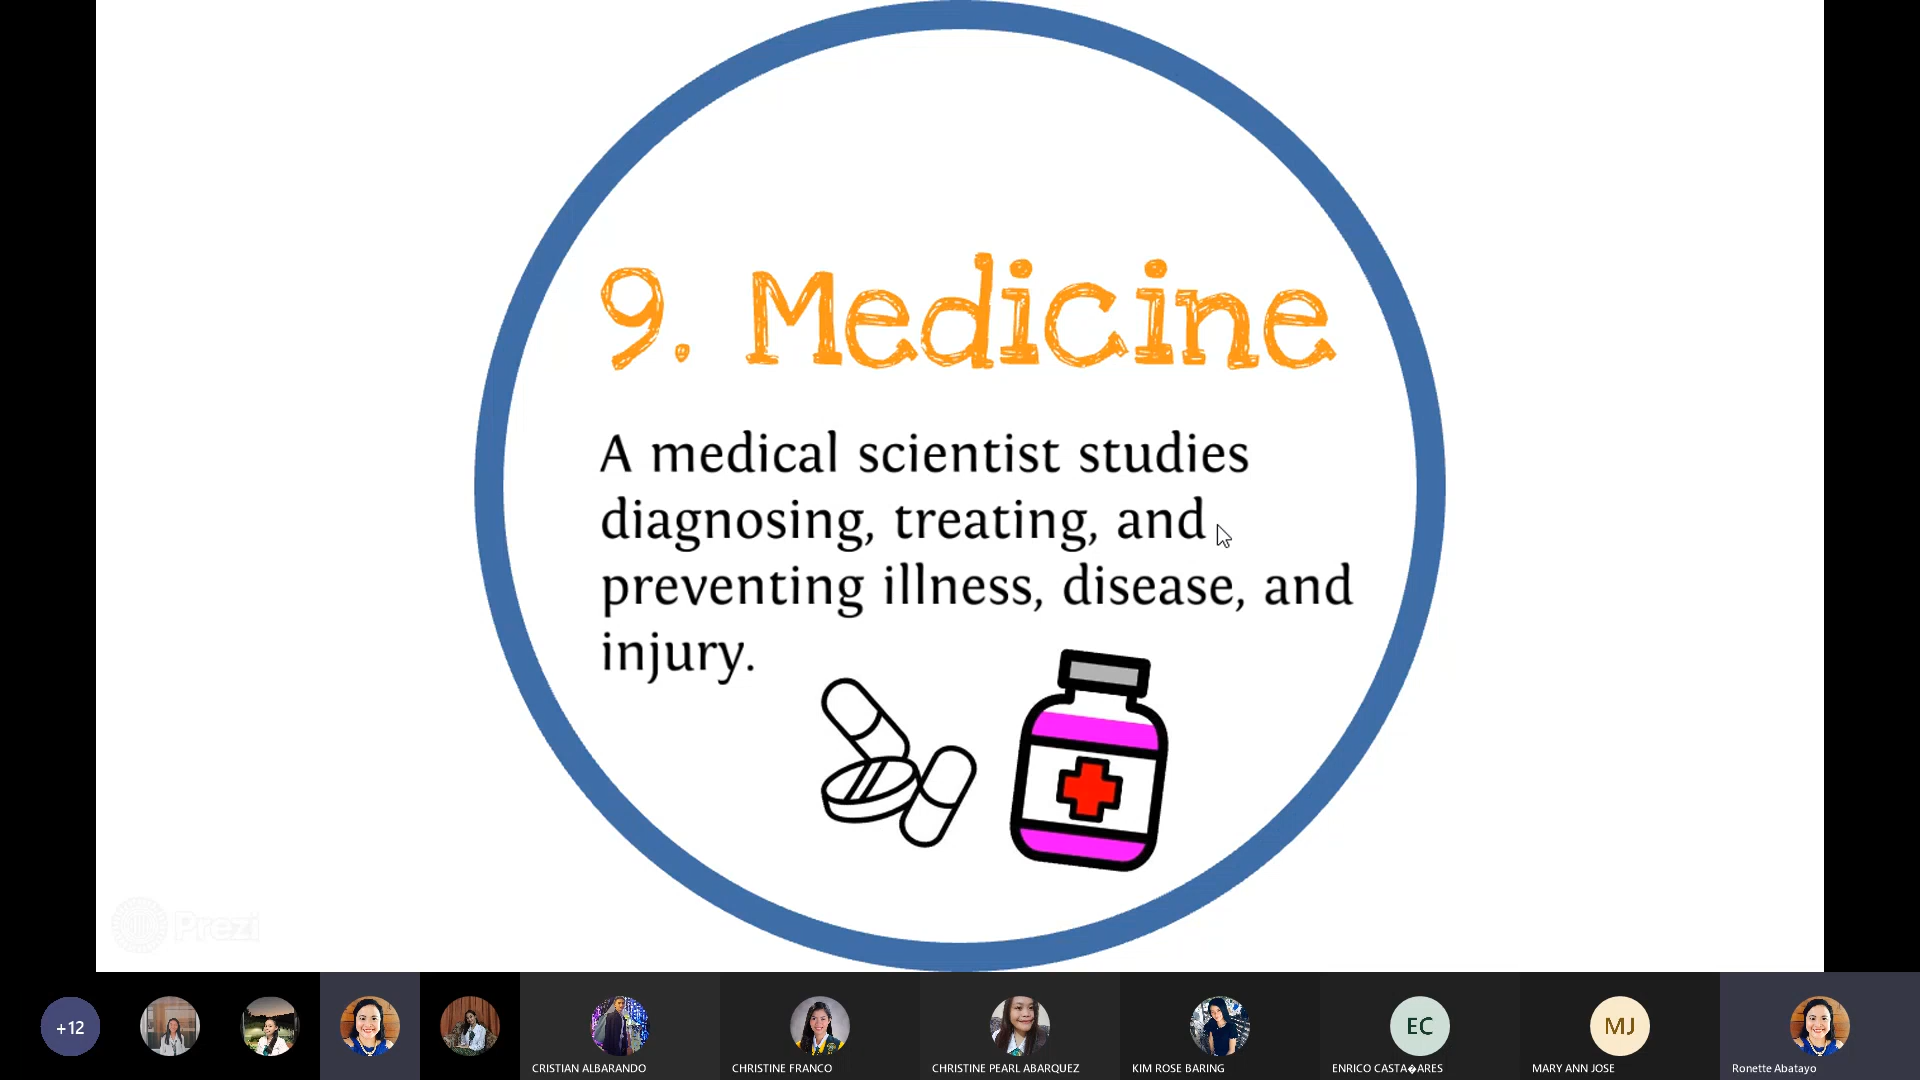 9. Medicine
A medical scientist studies
diagnosing, treating, and
preventing illness, disease, and
injury.
Prezi
+12
CRISTIAN ALBARANDO
CHRISTINE FRANCO
CHRISTINE PEARL ABARQUEZ
KIM ROSE BARING
EC
ENRICO CASTA�ARES
MJ
MARY ANN JOSE
Ronette Abatayo